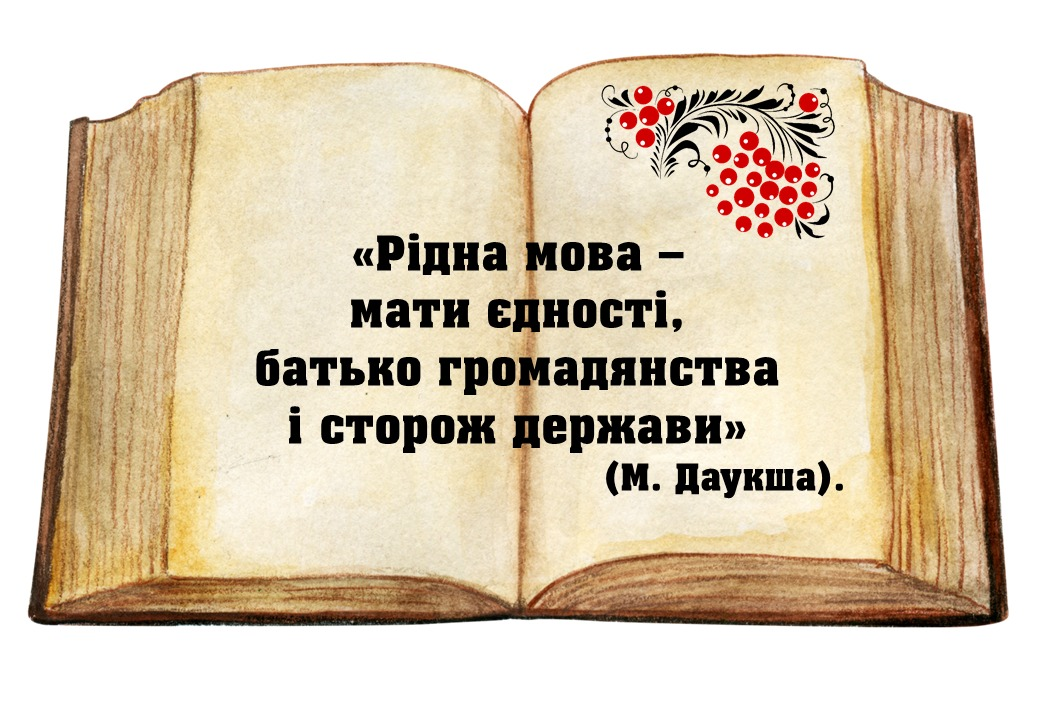 «Рідна мова –
мати єдності,
батько громадянства
і сторож держави»
(М. Даукша).